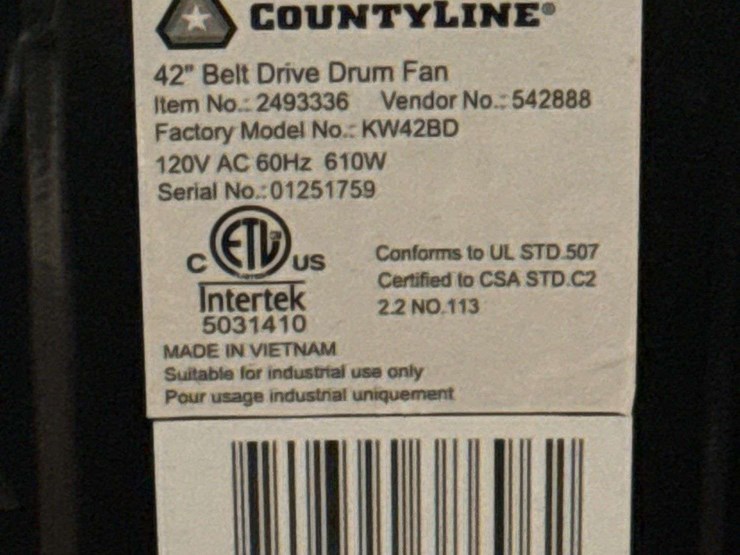 COUNTYLINE®
42" Belt Drive Drum Fan
Item No.: 2493336 Vendor No.: 542888
Factory Model No.: KW42BD
120V AC 60Hz 610W
Serial No.: 01251759
C ETL US
Intertek
5031410
Conforms to UL STD.507
Certified to CSA STD.C2
2.2 NO.113
MADE IN VIETNAM
Suitable for industrial use only
Pour usage industrial uniquement